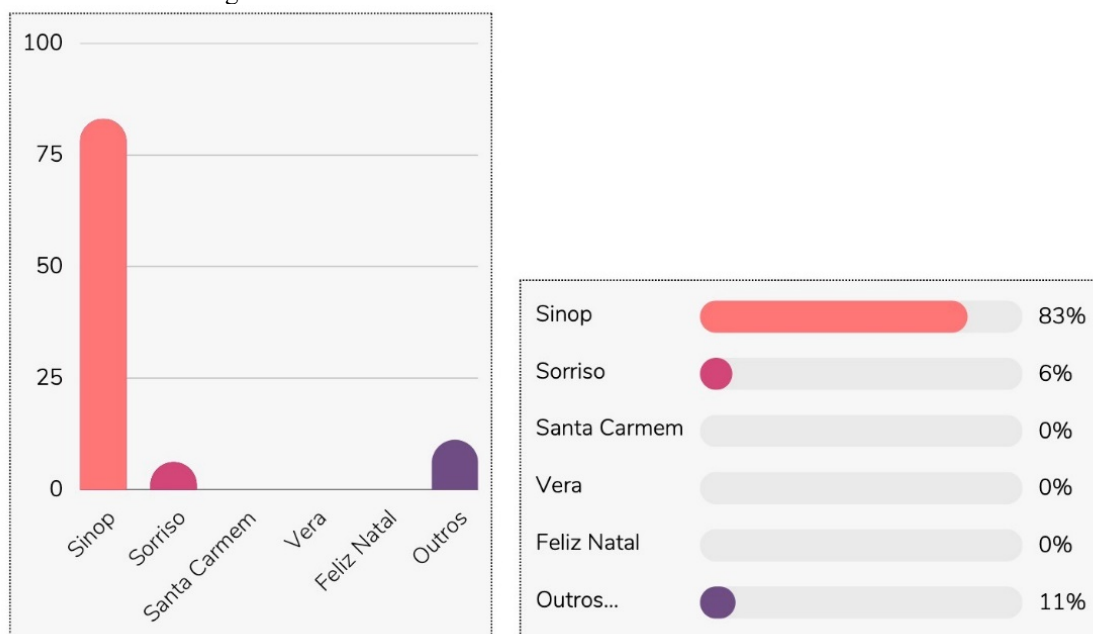 100
75
50
25
0
Sinop
Sorriso
Santa Carmem
Vera
Feliz Natal
Outros
Sinop 83%
Sorriso 6%
Santa Carmem 0%
Vera 0%
Feliz Natal 0%
Outros... 11%